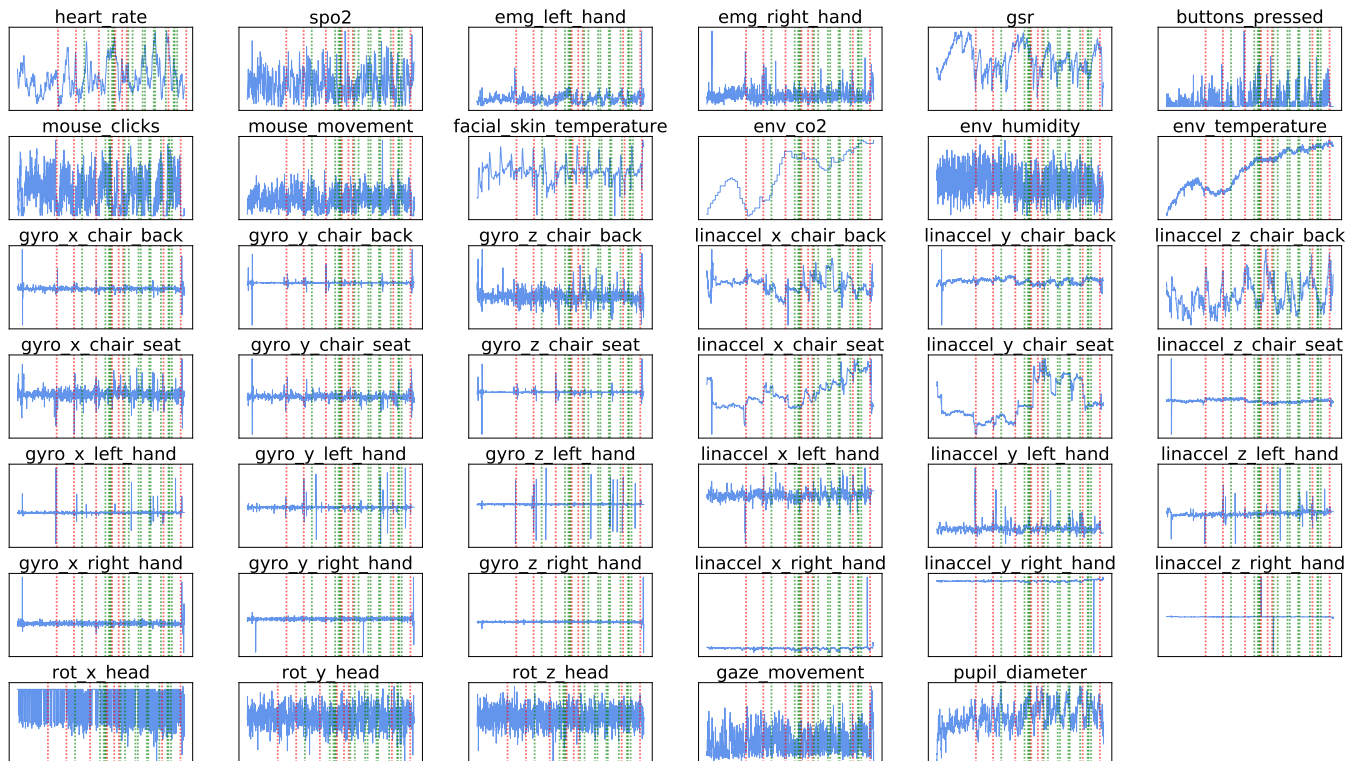 heart_rate spo2 emg_left_hand emg_right_hand gsr buttons_pressed
mouse_clicks mouse_movement facial_skin_temperature env_co2 env_humidity env_temperature
gyro_x_chair_back gyro_y_chair_back gyro_z_chair_back linaccel_x_chair_back linaccel_y_chair_back linaccel_z_chair_back
gyro_x_chair_seat gyro_y_chair_seat gyro_z_chair_seat linaccel_x_chair_seat linaccel_y_chair_seat linaccel_z_chair_seat
gyro_x_left_hand gyro_y_left_hand gyro_z_left_hand linaccel_x_left_hand linaccel_y_left_hand linaccel_z_left_hand
gyro_x_right_hand gyro_y_right_hand gyro_z_right_hand linaccel_x_right_hand linaccel_y_right_hand linaccel_z_right_hand
rot_x_head rot_y_head rot_z_head gaze_movement pupil_diameter